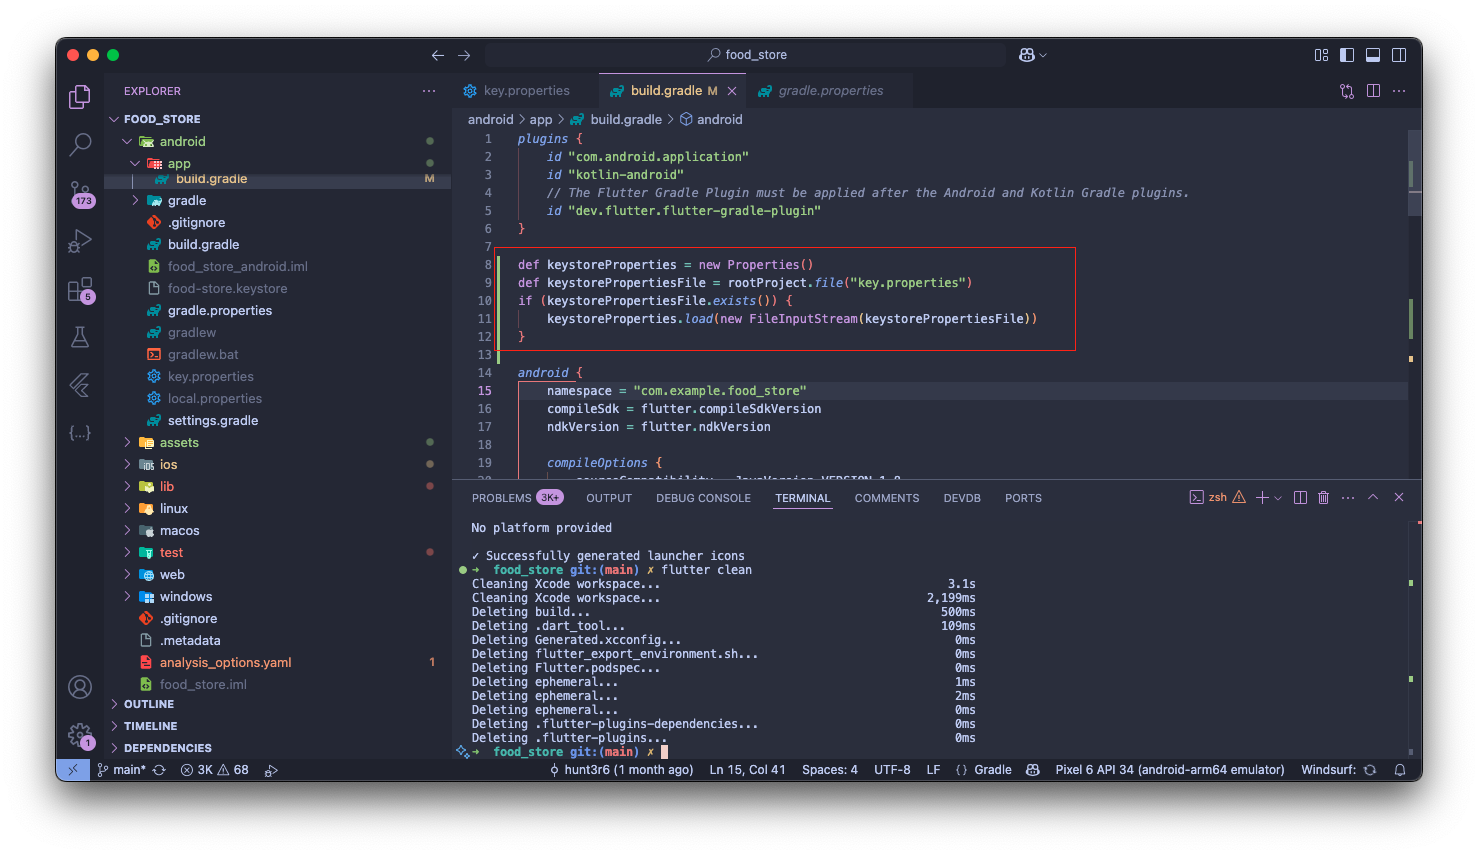 food_store
EXPLORER
key.properties
build.gradle M
gradle.properties
FOOD_STORE
android
app
build.gradle M
gradle
.gitignore
build.gradle
food_store_android.iml
food-store.keystore
gradle.properties
gradlew
gradlew.bat
key.properties
local.properties
settings.gradle
assets
ios
lib
linux
macos
test
web
windows
.gitignore
.metadata
analysis_options.yaml 1
food_store.iml
OUTLINE
TIMELINE
DEPENDENCIES
173
5
1
android > app > build.gradle > android
1 plugins {
2 id "com.android.application"
3 id "kotlin-android"
4 // The Flutter Gradle Plugin must be applied after the Android and Kotlin Gradle plugins.
5 id "dev.flutter.flutter-gradle-plugin"
6 }
7
8 def keystoreProperties = new Properties()
9 def keystorePropertiesFile = rootProject.file("key.properties")
10 if (keystorePropertiesFile.exists()) {
11 keystoreProperties.load(new FileInputStream(keystorePropertiesFile))
12 }
13
14 android {
15 namespace = "com.example.food_store"
16 compileSdk = flutter.compileSdkVersion
17 ndkVersion = flutter.ndkVersion
18
19 compileOptions {
PROBLEMS 3K+ OUTPUT DEBUG CONSOLE TERMINAL COMMENTS DEVDB PORTS
zsh
No platform provided
✓ Successfully generated launcher icons
➜ food_store git:(main) ✗ flutter clean
Cleaning Xcode workspace... 3.1s
Cleaning Xcode workspace... 2,199ms
Deleting build... 500ms
Deleting .dart_tool... 109ms
Deleting Generated.xcconfig... 0ms
Deleting flutter_export_environment.sh... 0ms
Deleting Flutter.podspec... 0ms
Deleting ephemeral... 1ms
Deleting ephemeral... 2ms
Deleting ephemeral... 0ms
Deleting .flutter-plugins-dependencies... 0ms
Deleting .flutter-plugins... 0ms
➜ food_store git:(main) ✗
main* 3K 68 hunt3r6 (1 month ago) Ln 15, Col 41 Spaces: 4 UTF-8 LF {} Gradle Pixel 6 API 34 (android-arm64 emulator) Windsurf: